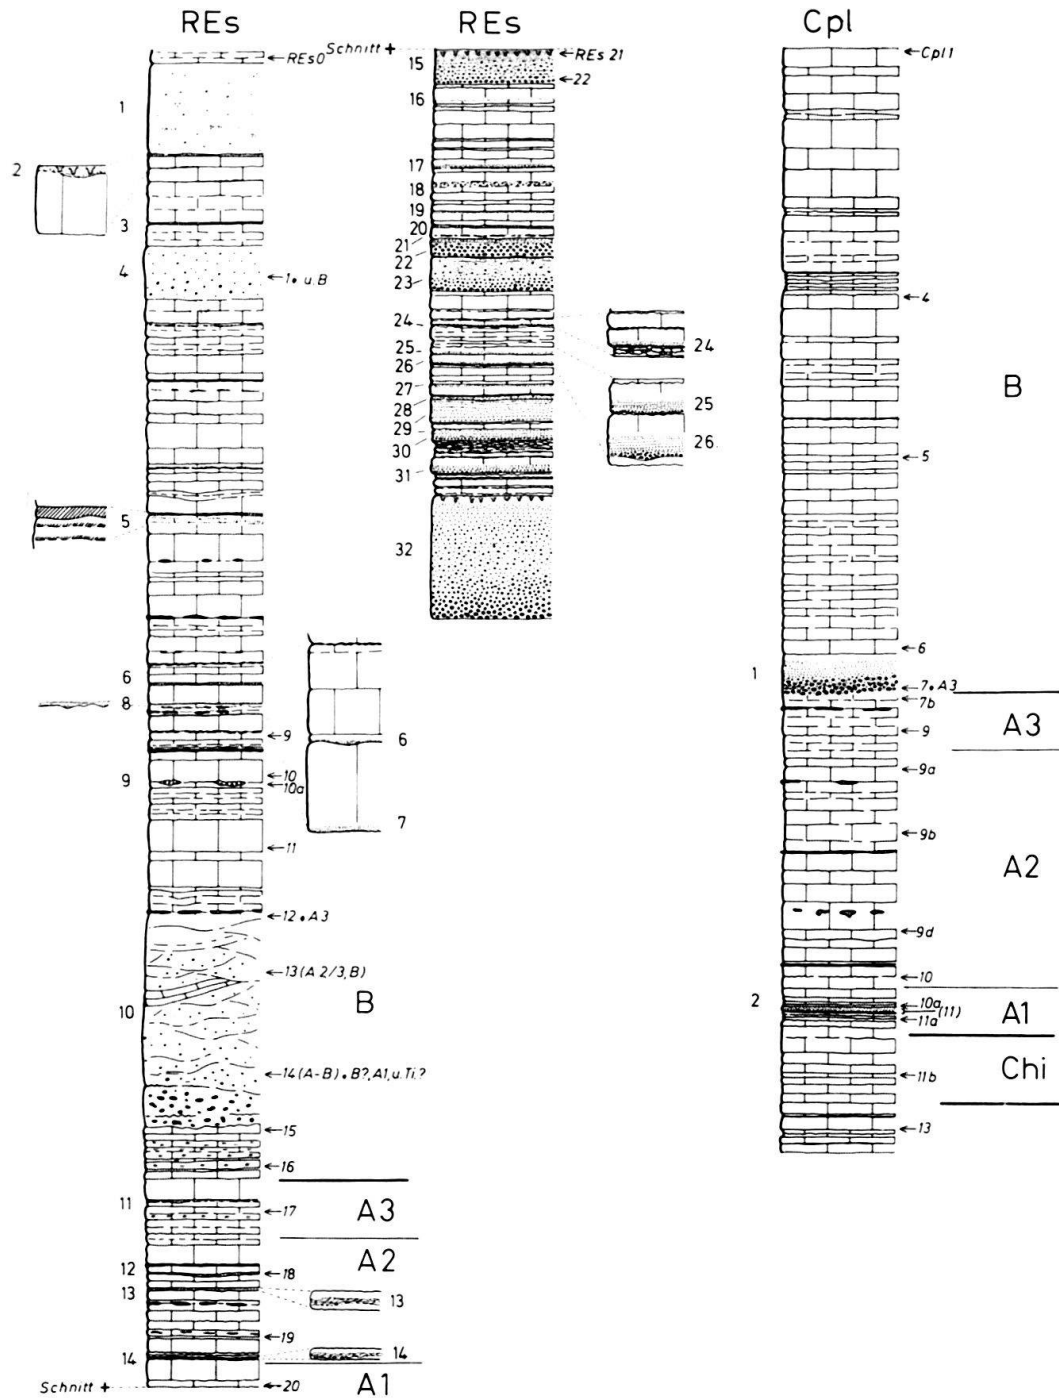 REs
REs
Cpl
REs0
1
2
3
4
1 • u. B
5
6
8
9
9
10
10a
11
12 • A3
13 (A 2/3, B)
10
B
14 (A-B) • B?, A1, u. Ti.?
15
16
11
17
A3
A2
12
18
13
13
19
14
14
A1
Schnitt +
20
6
7
Schnitt +
REs 21
15
22
16
17
18
19
20
21
22
23
24
25
26
27
28
29
30
31
32
24
25
26
Cpl 1
4
B
5
6
1
7 • A3
7b
A3
9
9a
9b
A2
9d
10
2
10a
(11)
11a
A1
Chi
11b
13